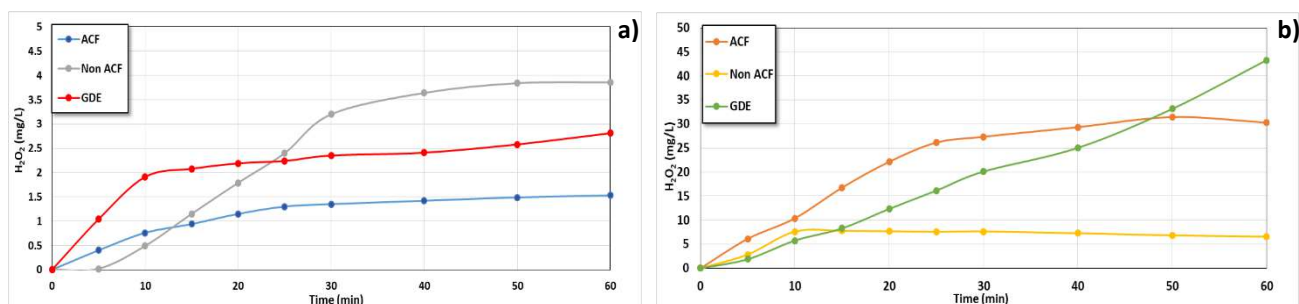 a)
ACF
Non ACF
GDE
H₂O₂ (mg/L)
5
4.5
4
3.5
3
2.5
2
1.5
1
0.5
0
0 10 20 30 40 50 60
Time (min)
b)
ACF
Non ACF
GDE
H₂O₂ (mg/L)
50
45
40
35
30
25
20
15
10
5
0
0 10 20 30 40 50 60
Time (min)